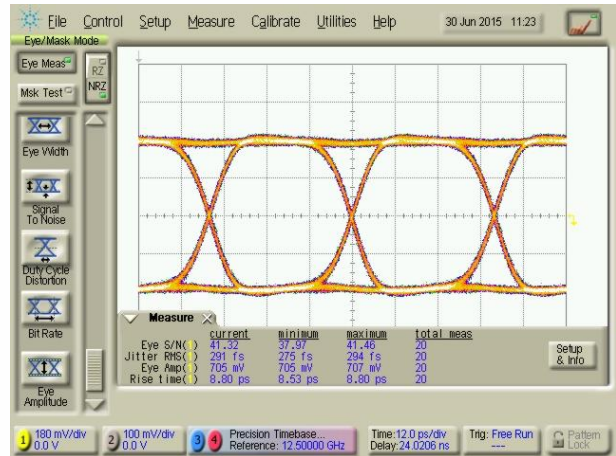 File Control Setup Measure Calibrate Utilities Help 30 Jun 2015 11:23
Eye/Mask Mode
Eye Meas
RZ
NRZ
Msk Test
Eye Width
Signal
To Noise
Duty Cycle
Distortion
Bit Rate
Eye
Amplitude
Measure
current minimum maximum total meas
Eye S/N(1) 41.32 37.97 41.46 20
Jitter RMS(1) 291 fs 275 fs 294 fs 20
Eye Amp(1) 705 mV 705 mV 707 mV 20
Rise time(1) 8.80 ps 8.53 ps 8.80 ps 20
Setup
& Info
1 180 mV/div
0.0 V
2 100 mV/div
0.0 V
3 4 Precision Timebase...
Reference: 12.50000 GHz
Time:12.0 ps/div
Delay:24.0206 ns
Trig: Free Run
---
Pattern
Lock